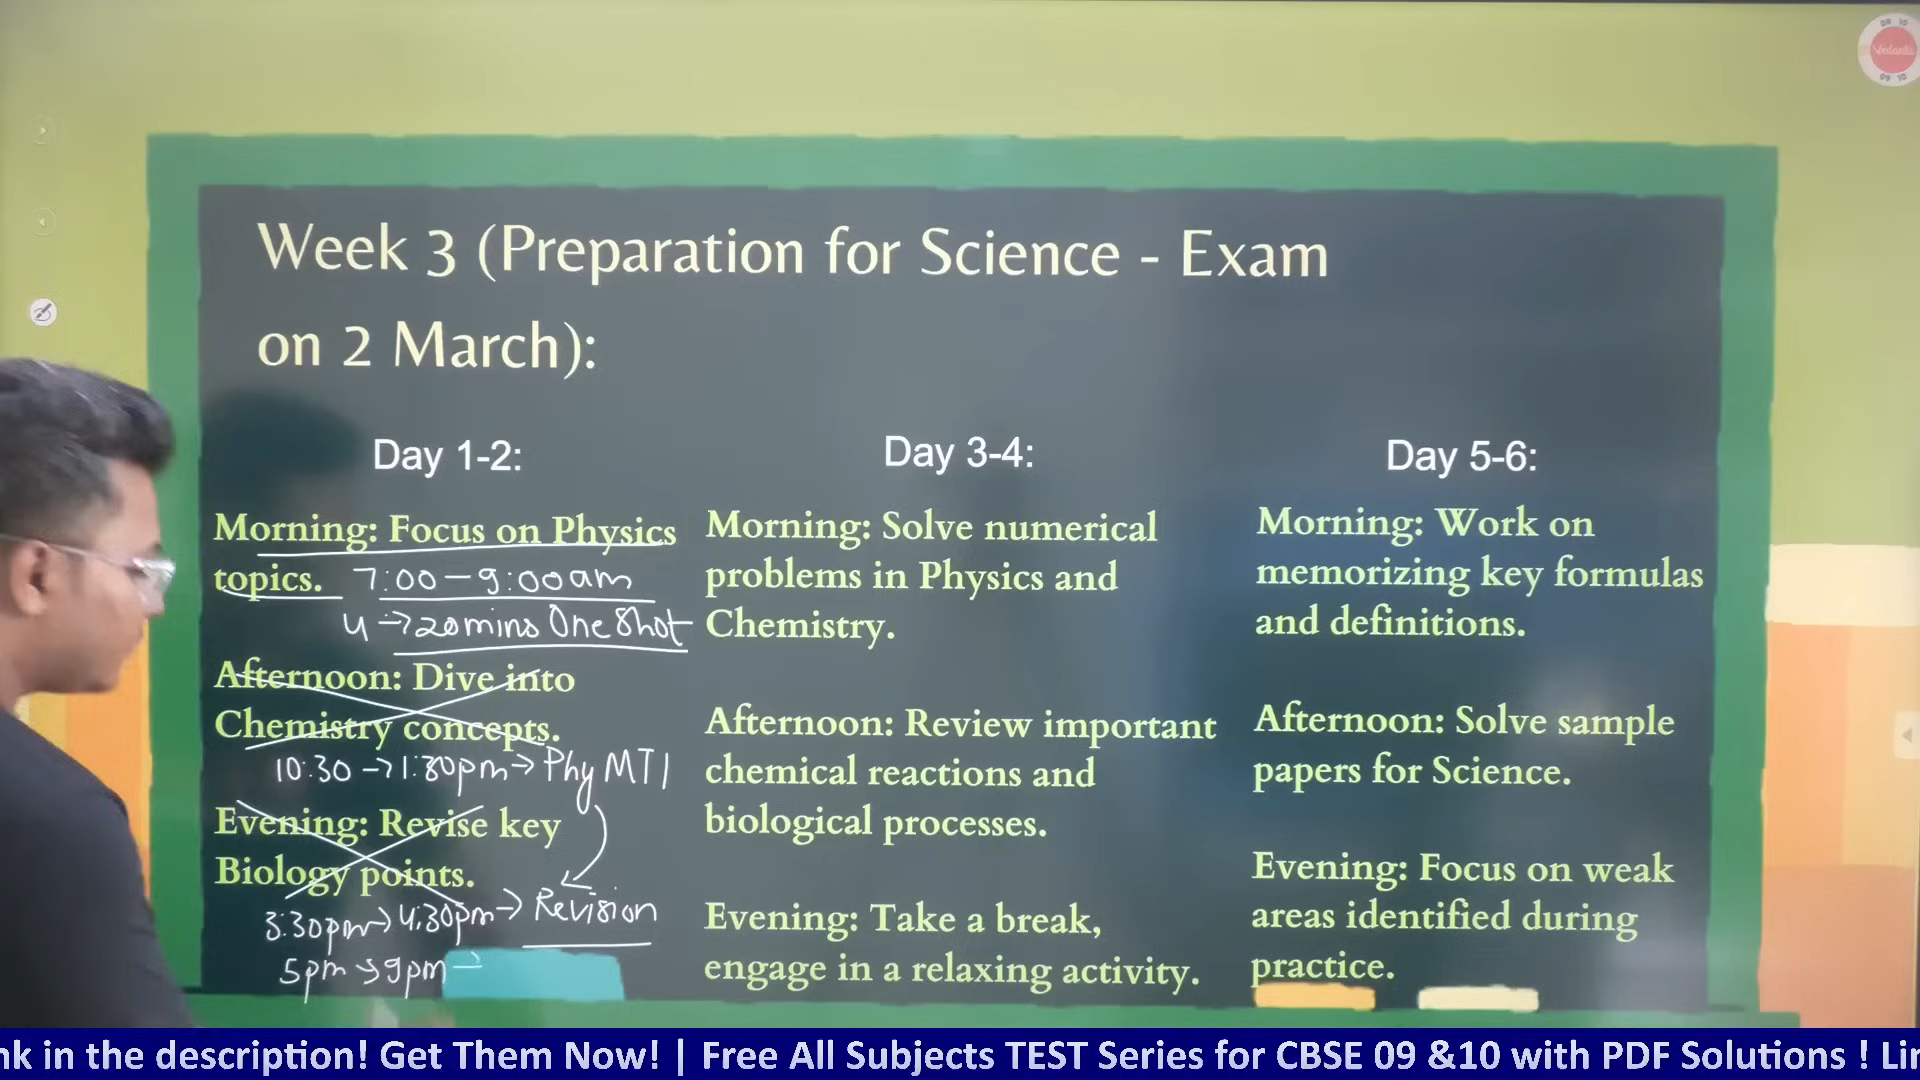 Vedantu
09 10
Week 3 (Preparation for Science - Exam
on 2 March):
Day 1-2:
Morning: Focus on Physics
topics. 7:00 - 9:00am
4 → 20mins One Shot
Afternoon: Dive into
Chemistry concepts.
10:30 → 1:30pm → Phy MT1
Evening: Revise key
Biology points.
3:30pm → 4:30pm → Revision
5pm → 9pm →
Day 3-4:
Morning: Solve numerical
problems in Physics and
Chemistry.
Afternoon: Review important
chemical reactions and
biological processes.
Evening: Take a break,
engage in a relaxing activity.
Day 5-6:
Morning: Work on
memorizing key formulas
and definitions.
Afternoon: Solve sample
papers for Science.
Evening: Focus on weak
areas identified during
practice.
nk in the description! Get Them Now! | Free All Subjects TEST Series for CBSE 09 &10 with PDF Solutions ! Lin